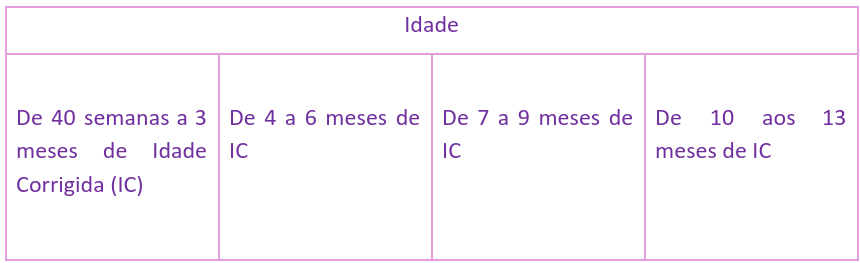 Idade
De 40 semanas a 3
meses de Idade
Corrigida (IC)
De 4 a 6 meses de
IC
De 7 a 9 meses de
IC
De 10 aos 13
meses de IC